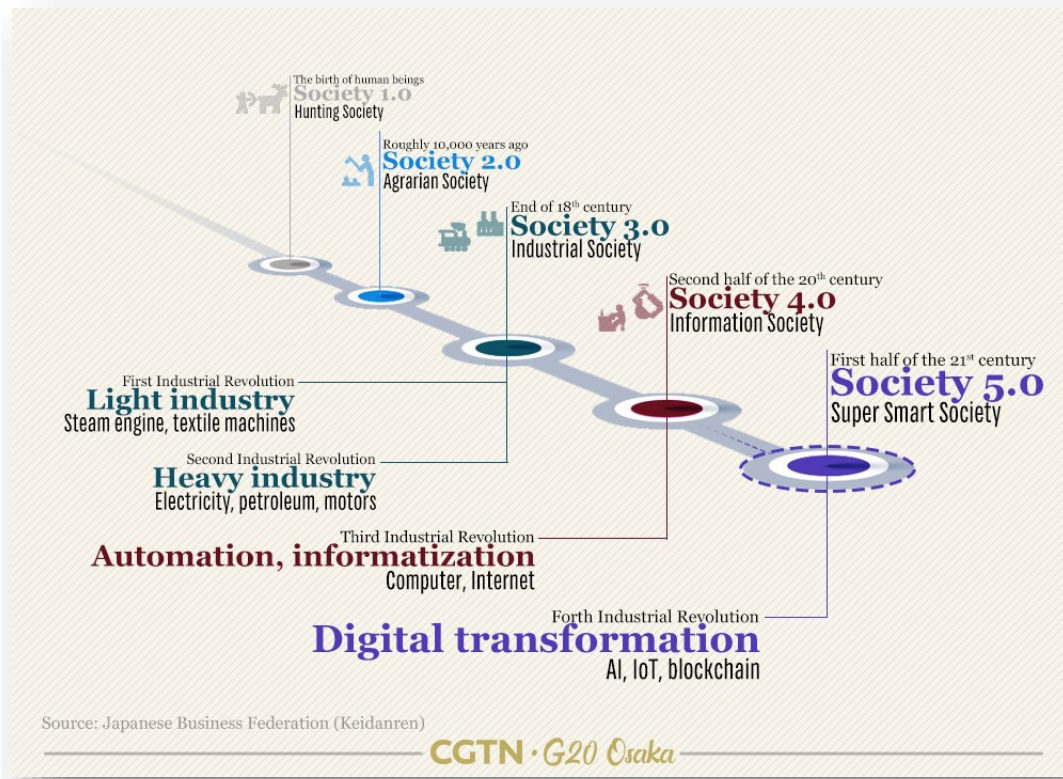 The birth of human beings
Society 1.0
Hunting Society
Roughly 10,000 years ago
Society 2.0
Agrarian Society
End of 18th century
Society 3.0
Industrial Society
Second half of the 20th century
Society 4.0
Information Society
First half of the 21st century
Society 5.0
Super Smart Society
First Industrial Revolution
Light industry
Steam engine, textile machines
Second Industrial Revolution
Heavy industry
Electricity, petroleum, motors
Third Industrial Revolution
Automation, informatization
Computer, Internet
Forth Industrial Revolution
Digital transformation
AI, IoT, blockchain
Source: Japanese Business Federation (Keidanren)
CGTN · G20 Osaka